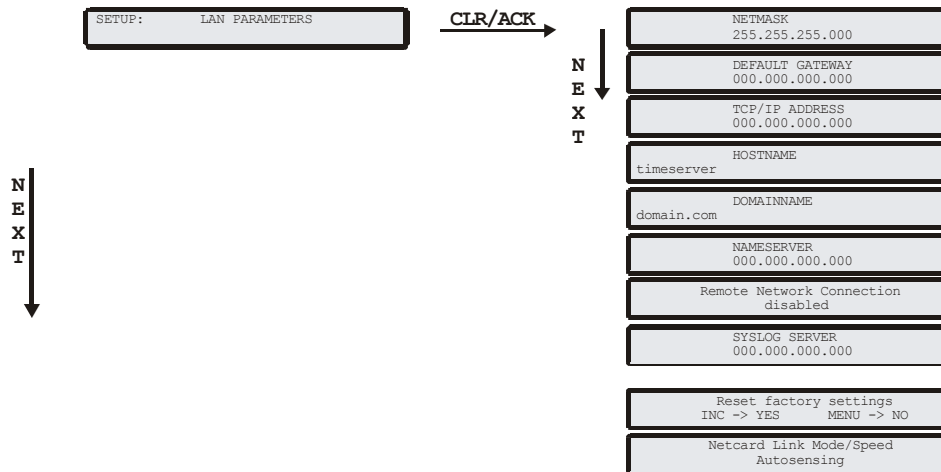 SETUP: LAN PARAMETERS
CLR/ACK
NEXT
NETMASK
255.255.255.000
DEFAULT GATEWAY
000.000.000.000
TCP/IP ADDRESS
000.000.000.000
HOSTNAME
timeserver
DOMAINNAME
domain.com
NAMESERVER
000.000.000.000
Remote Network Connection
disabled
SYSLOG SERVER
000.000.000.000
Reset factory settings
INC -> YES MENU -> NO
Netcard Link Mode/Speed
Autosensing
NEXT